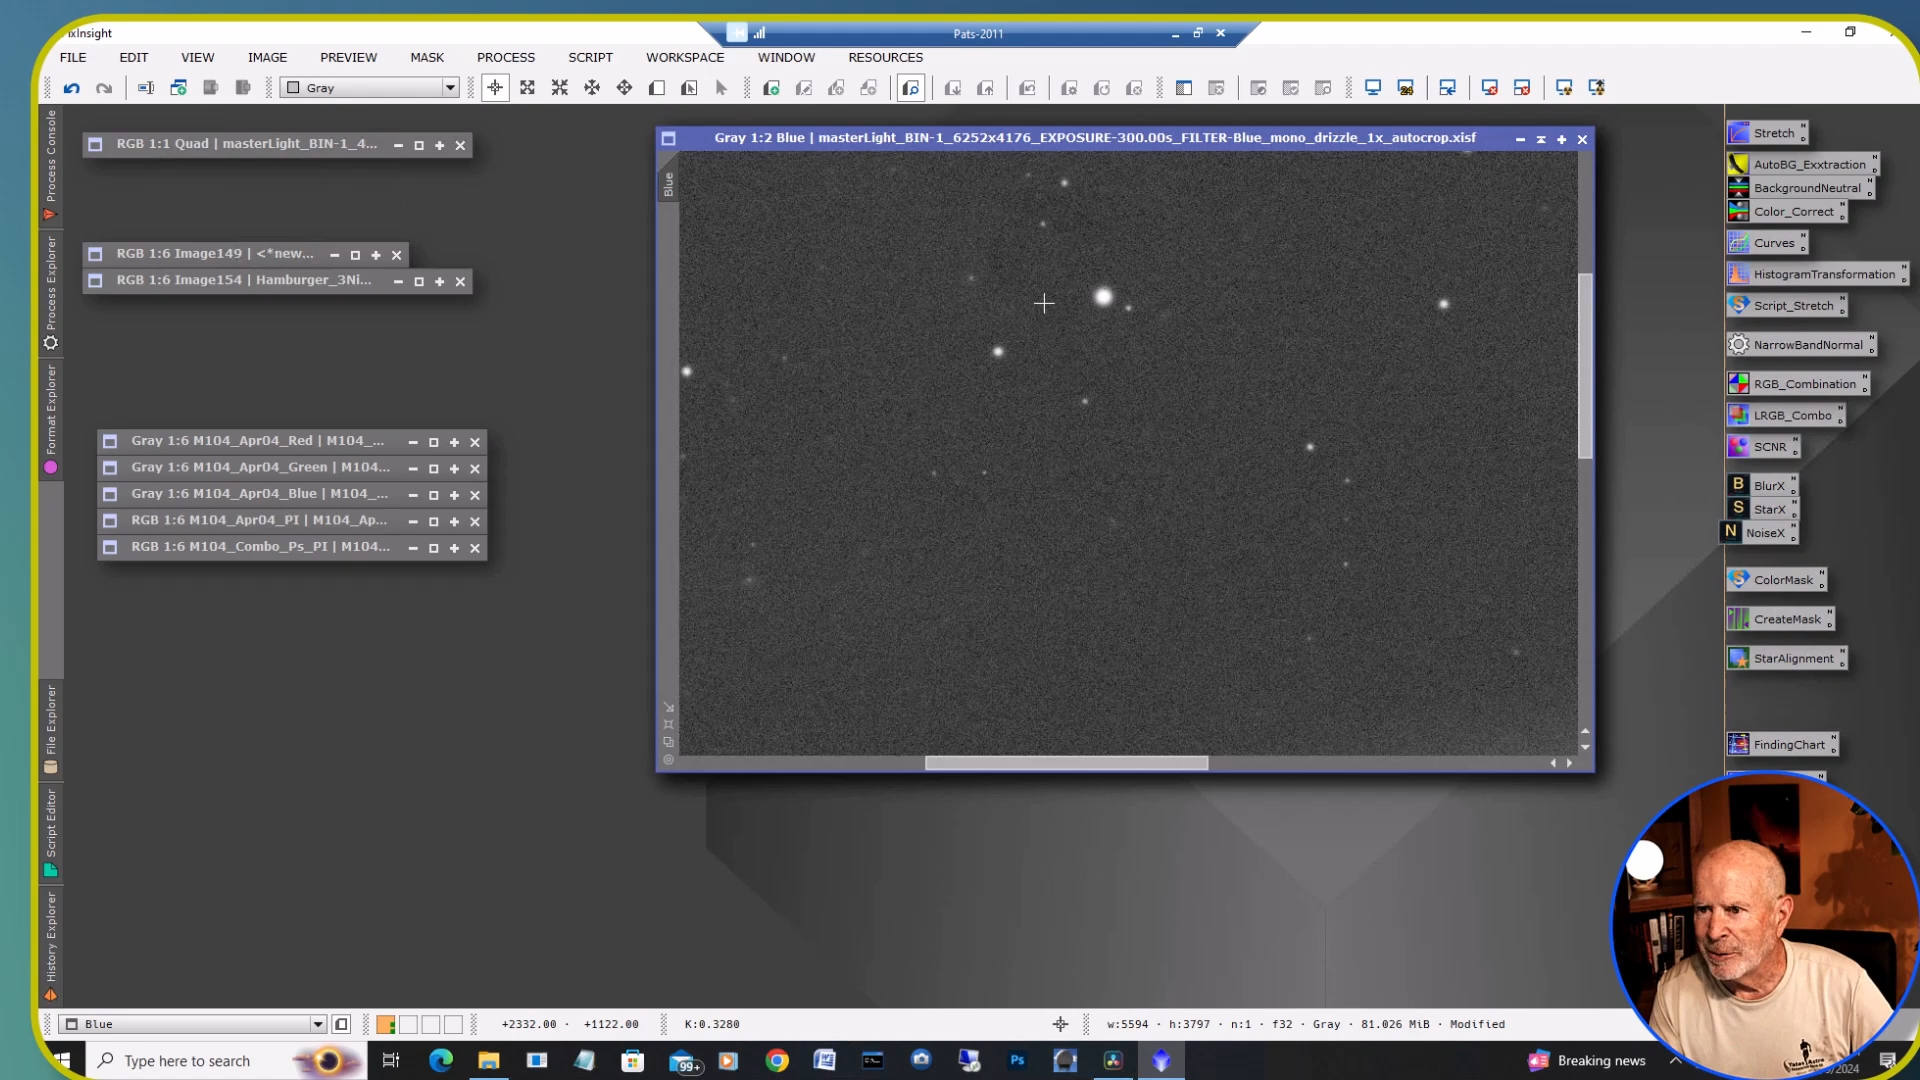 PixInsight
Pats-2011
FILE EDIT VIEW IMAGE PREVIEW MASK PROCESS SCRIPT WORKSPACE WINDOW RESOURCES
Gray
24
Process Console
Process Explorer
Format Explorer
File Explorer
Script Editor
History Explorer
RGB 1:1 Quad | masterLight_BIN-1_4...
RGB 1:6 Image149 | <*new...
RGB 1:6 Image154 | Hamburger_3Ni...
Gray 1:6 M104_Apr04_Red | M104_...
Gray 1:6 M104_Apr04_Green | M104...
Gray 1:6 M104_Apr04_Blue | M104_...
RGB 1:6 M104_Apr04_PI | M104_Ap...
RGB 1:6 M104_Combo_Ps_PI | M104...
Gray 1:2 Blue | masterLight_BIN-1_6252x4176_EXPOSURE-300.00s_FILTER-Blue_mono_drizzle_1x_autocrop.xisf
Blue
Stretch
AutoBG_Exxtraction
BackgroundNeutral
Color_Correct
Curves
HistogramTransformation
Script_Stretch
NarrowBandNormal
RGB_Combination
LRGB_Combo
SCNR
B BlurX
S StarX
N NoiseX
ColorMask
CreateMask
StarAlignment
FindingChart
Blue
+2332.00 · +1122.00
K:0.3280
w:5594 · h:3797 · n:1 · f32 · Gray · 81.026 MiB · Modified
Type here to search
99+
Ps
Breaking news